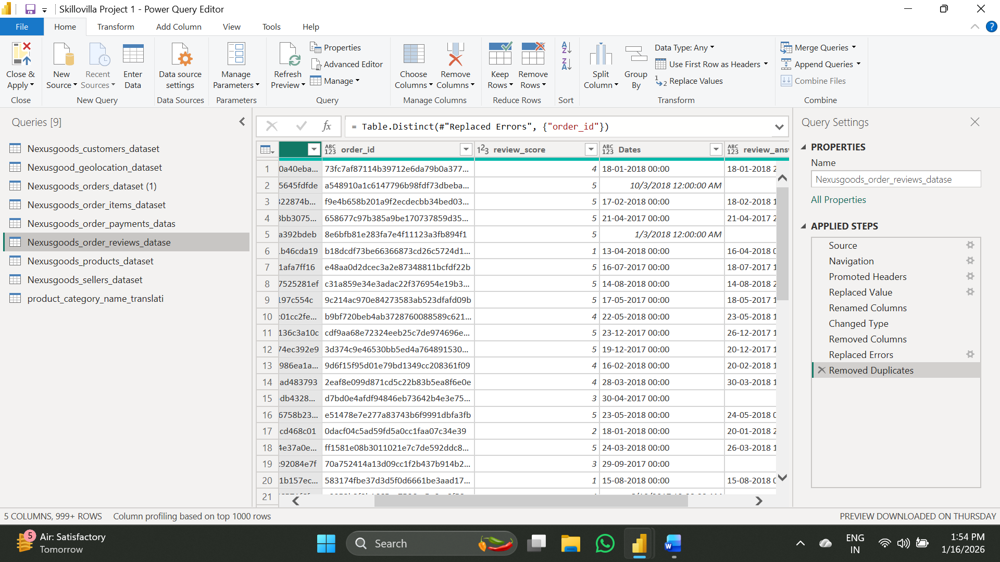 Skillovilla Project 1 - Power Query Editor
File Home Transform Add Column View Tools Help
Close & Apply
New Source
Recent Sources
Enter Data
Data source settings
Manage Parameters
Refresh Preview
Properties
Advanced Editor
Manage
Choose Columns
Remove Columns
Keep Rows
Remove Rows
A Z
Z A
Split Column
Group By
Data Type: Any
Use First Row as Headers
1 2 Replace Values
Merge Queries
Append Queries
Combine Files
Close New Query Data Sources Parameters Query Manage Columns Reduce Rows Sort Transform Combine
Queries [9]
Nexusgoods_customers_dataset
Nexusgood_geolocation_dataset
Nexusgoods_orders_dataset (1)
Nexusgoods_order_items_dataset
Nexusgoods_order_payments_datas
Nexusgoods_order_reviews_datase
Nexusgoods_products_dataset
Nexusgoods_sellers_dataset
product_category_name_translati
fx = Table.Distinct(#"Replaced Errors", {"order_id"})
ABC 123 order_id 123 review_score ABC 123 Dates ABC 123
1 0a40eba... 73fc7af87114b39712e6da79b0a377... 4 18-01-2018 00:00 18-01-2018 2
2 5645fdfde a548910a1c6147796b98fdf73dbeba... 5 10/3/2018 12:00:00 AM
3 322874b... f9e4b658b201a9f2ecdecbb34bed03... 5 17-02-2018 00:00 18-02-2018 1
4 3bb3075... 658677c97b385a9be170737859d35... 5 21-04-2017 00:00 21-04-2017 2
5 a392bdeb 8e6bfb81e283fa7e4f11123a3fb894f1 5 1/3/2018 12:00:00 AM
6 b46cda19 b18dcdf73be66366873cd26c5724d1... 1 13-04-2018 00:00 16-04-2018 0
7 1afa7ff16 e48aa0d2dcec3a2e87348811bcfdf22b 5 16-07-2017 00:00 18-07-2017 1
8 7525281ef c31a859e34e3adac22f376954e19b3... 5 14-08-2018 00:00 14-08-2018 2
9 197c554c 9c214ac970e84273583ab523dfafd09b 5 17-05-2017 00:00 18-05-2017 1
10 c01cc2fe... b9bf720beb4ab3728760088589c621... 4 22-05-2018 00:00 23-05-2018 1
11 136c3a10c cdf9aa68e72324eeb25c7de974696e... 5 23-12-2017 00:00 26-12-2017 1
12 74ec392e9 3d374c9e46530bb5ed4a764891530... 5 19-12-2017 00:00 20-12-2017 1
13 986ea1a... 9d6f15f95d01e79bd1349cc208361f09 4 16-02-2018 00:00 20-02-2018 1
14 ad483793 2eaf8e099d871cd5c22b83b5ea8f6e0e 4 28-03-2018 00:00 30-03-2018 1
15 db4328... d7bd0e4afdf94846eb73642b4e3e75... 3 30-04-2017 00:00
16 6758b23... e51478e7e277a83743b6f9991dbfa3fb 5 23-05-2018 00:00 24-05-2018 0
17 cd468c01 0dacf04c5ad59fd5a0cc1faa07c34e39 2 18-01-2018 00:00 20-01-2018 2
18 4e37a0e... ff1581e08b3011021e7c7de592ddc8... 5 24-03-2018 00:00 26-03-2018 1
19 c92084e7f 70a752414a13d09cc1f2b437b914b2... 3 29-09-2017 00:00
20 1b157ec... 583174fbe37d3d5f0d6661be3aad17... 1 15-08-2018 00:00 15-08-2018 0
21
Query Settings
PROPERTIES
Name
Nexusgoods_order_reviews_datase
All Properties
APPLIED STEPS
Source
Navigation
Promoted Headers
Replaced Value
Renamed Columns
Changed Type
Removed Columns
Replaced Errors
Removed Duplicates
5 COLUMNS, 999+ ROWS Column profiling based on top 1000 rows PREVIEW DOWNLOADED ON THURSDAY
5 Air: Satisfactory
Tomorrow
Search
W
ENG
IN
1:54 PM
1/16/2026